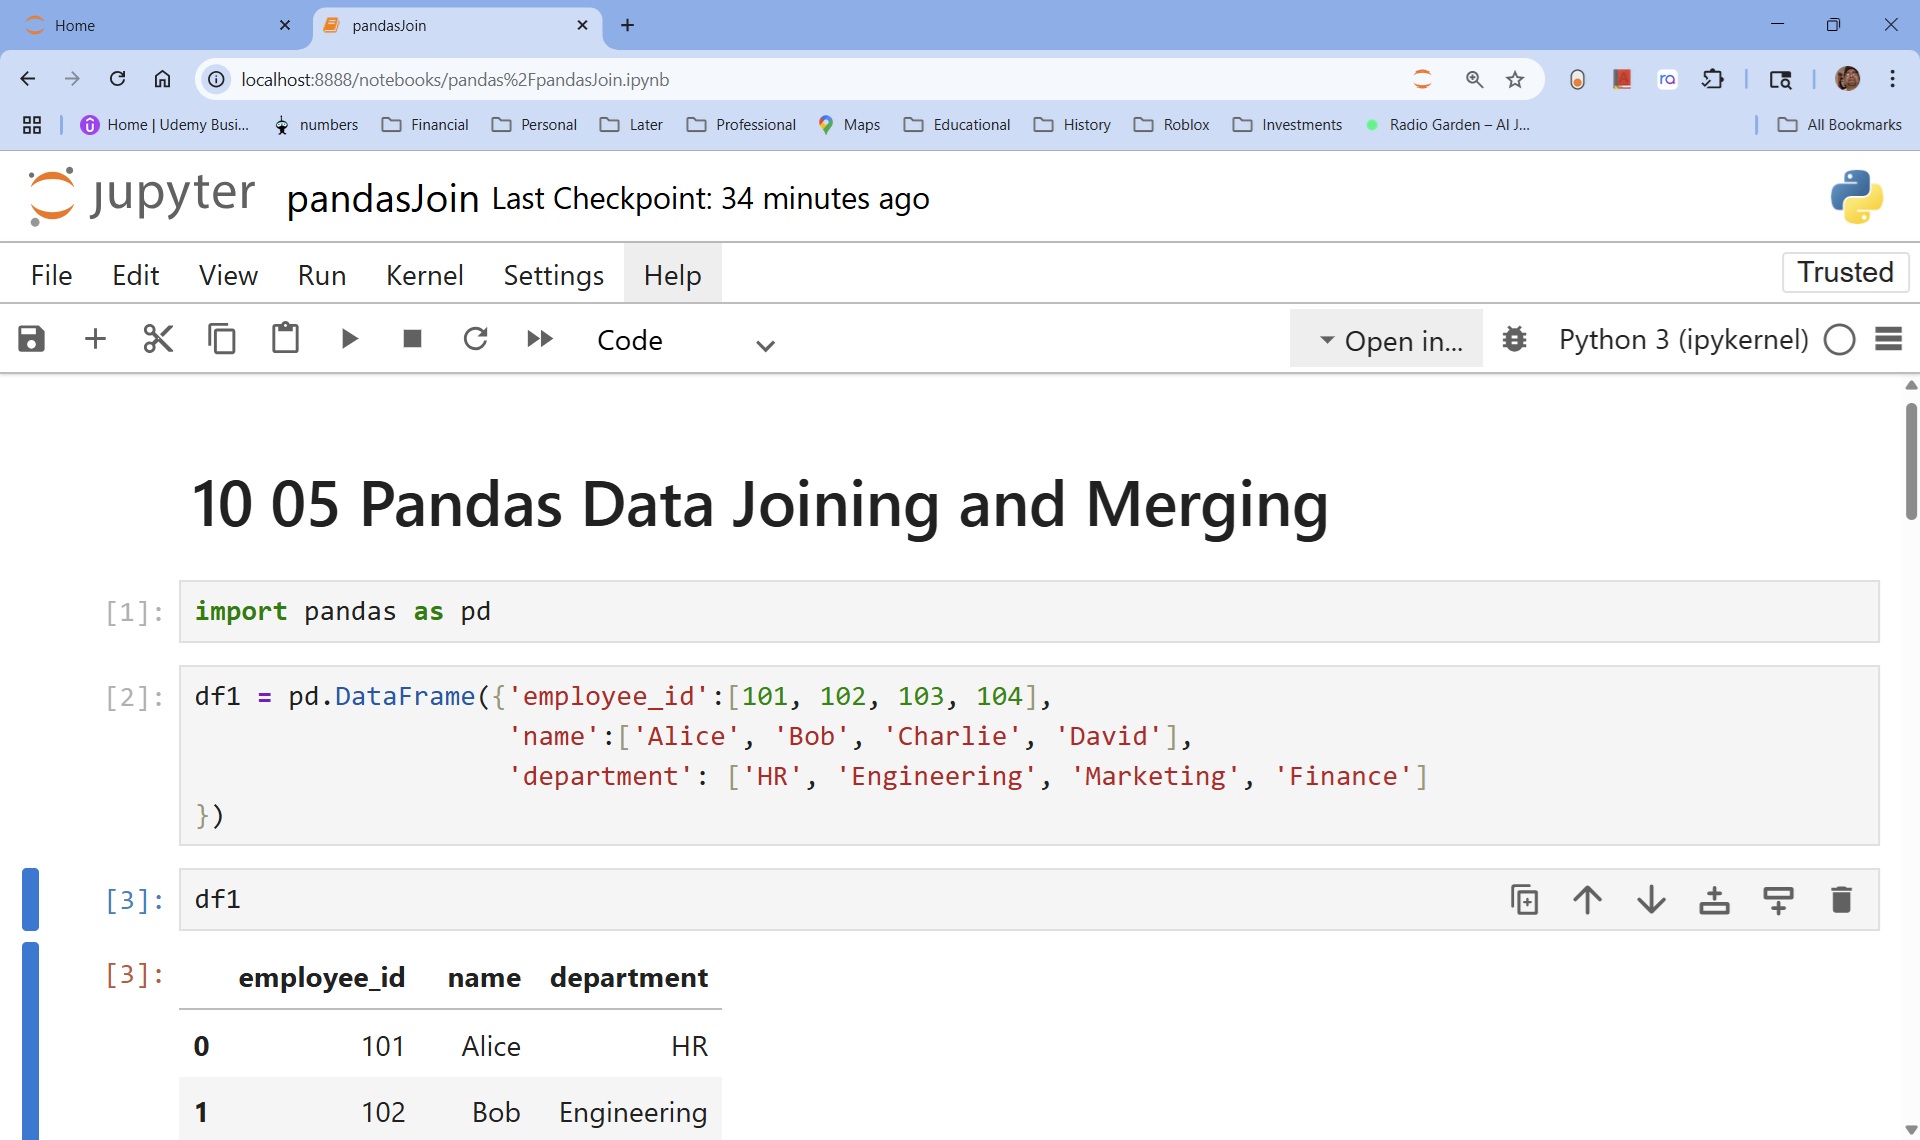 Home
pandasJoin
localhost:8888/notebooks/pandas%2FpandasJoin.ipynb
ra
Home | Udemy Busi... numbers Financial Personal Later Professional Maps Educational History Roblox Investments Radio Garden – Al J... All Bookmarks
jupyter pandasJoin Last Checkpoint: 34 minutes ago
File Edit View Run Kernel Settings Help Trusted
Code Open in... Python 3 (ipykernel)
10 05 Pandas Data Joining and Merging
[1]: import pandas as pd
[2]: df1 = pd.DataFrame({'employee_id':[101, 102, 103, 104],
'name':['Alice', 'Bob', 'Charlie', 'David'],
'department': ['HR', 'Engineering', 'Marketing', 'Finance']
})
[3]: df1
[3]: employee_id name department
0 101 Alice HR
1 102 Bob Engineering